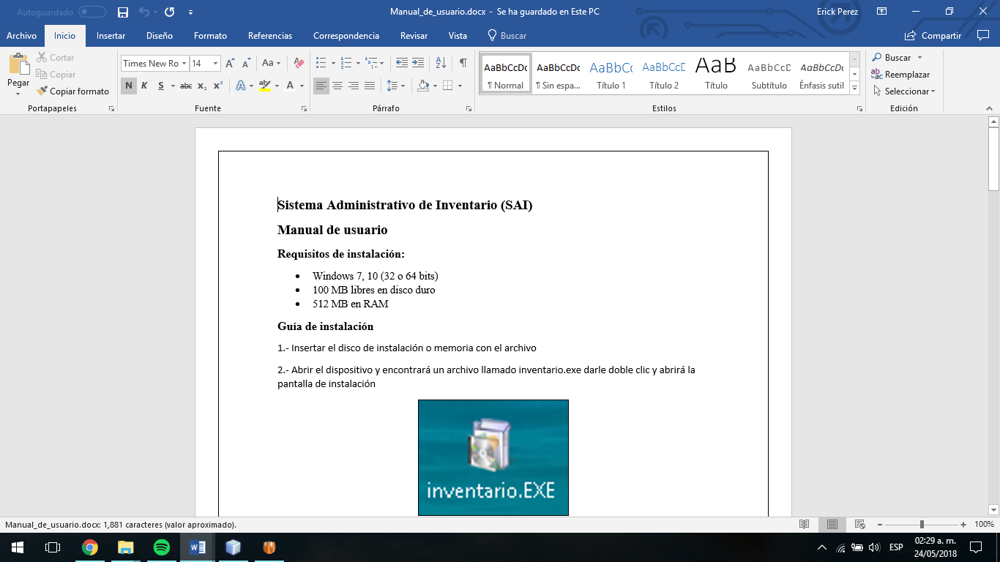 Autoguardado
Manual_de_usuario.docx - Se ha guardado en Este PC
Erick Perez
Archivo Inicio Insertar Diseño Formato Referencias Correspondencia Revisar Vista Buscar Compartir
Pegar
Cortar
Copiar
Copiar formato
Portapapeles
Times New Ro 14
Aa
N K S abc x₂ x²
A A
Fuente
Párrafo
AaBbCcDc AaBbCcDc AaBbCc AaBbCcD AaB AaBbCcD AaBbCcDc
¶ Normal ¶ Sin espa... Título 1 Título 2 Título Subtítulo Énfasis sutil
Estilos
Buscar
Reemplazar
Seleccionar
Edición
Sistema Administrativo de Inventario (SAI)
Manual de usuario
Requisitos de instalación:
• Windows 7, 10 (32 o 64 bits)
• 100 MB libres en disco duro
• 512 MB en RAM
Guía de instalación
1.- Insertar el disco de instalación o memoria con el archivo
2.- Abrir el dispositivo y encontrará un archivo llamado inventario.exe darle doble clic y abrirá la
pantalla de instalación
inventario.EXE
Manual_de_usuario.docx: 1,881 caracteres (valor aproximado).
100%
ESP
02:29 a. m.
24/05/2018